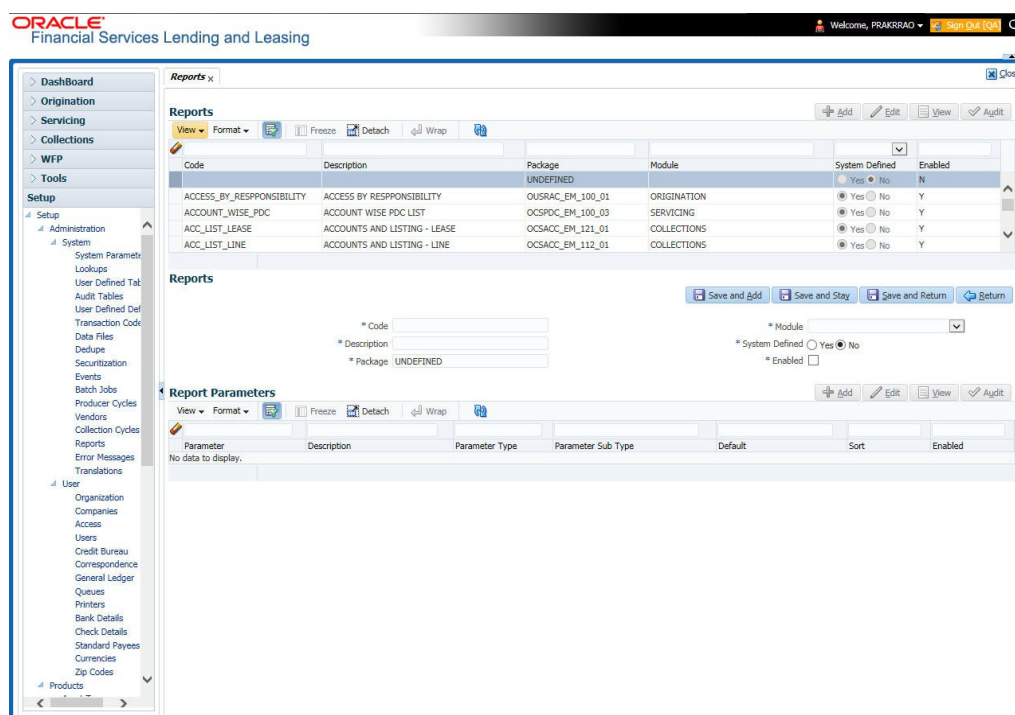 ORACLE®
Financial Services Lending and Leasing
Welcome, PRAKRRAO
Sign Out [QA]
Reports
DashBoard
Origination
Servicing
Collections
WFP
Tools
Setup
Setup
Administration
System
System Paramete
Lookups
User Defined Tab
Audit Tables
User Defined Def
Transaction Code
Data Files
Dedupe
Securitization
Events
Batch Jobs
Producer Cycles
Vendors
Collection Cycles
Reports
Error Messages
Translations
User
Organization
Companies
Access
Users
Credit Bureau
Correspondence
General Ledger
Queues
Printers
Bank Details
Check Details
Standard Payees
Currencies
Zip Codes
Products
Clos
Reports
Add Edit View Audit
View Format Freeze Detach Wrap
Code Description Package Module System Defined Enabled
UNDEFINED Yes No N
ACCESS_BY_RESPPONSIBILITY ACCESS BY RESPPONSIBILITY OUSRAC_EM_100_01 ORIGINATION Yes No Y
ACCOUNT_WISE_PDC ACCOUNT WISE PDC LIST OCSPDC_EM_100_03 SERVICING Yes No Y
ACC_LIST_LEASE ACCOUNTS AND LISTING - LEASE OCSACC_EM_121_01 COLLECTIONS Yes No Y
ACC_LIST_LINE ACCOUNTS AND LISTING - LINE OCSACC_EM_112_01 COLLECTIONS Yes No Y
Reports
Save and Add Save and Stay Save and Return Return
* Code * Module
* Description * System Defined Yes No
* Package UNDEFINED * Enabled
Report Parameters
Add Edit View Audit
View Format Freeze Detach Wrap
Parameter Description Parameter Type Parameter Sub Type Default Sort Enabled
No data to display.